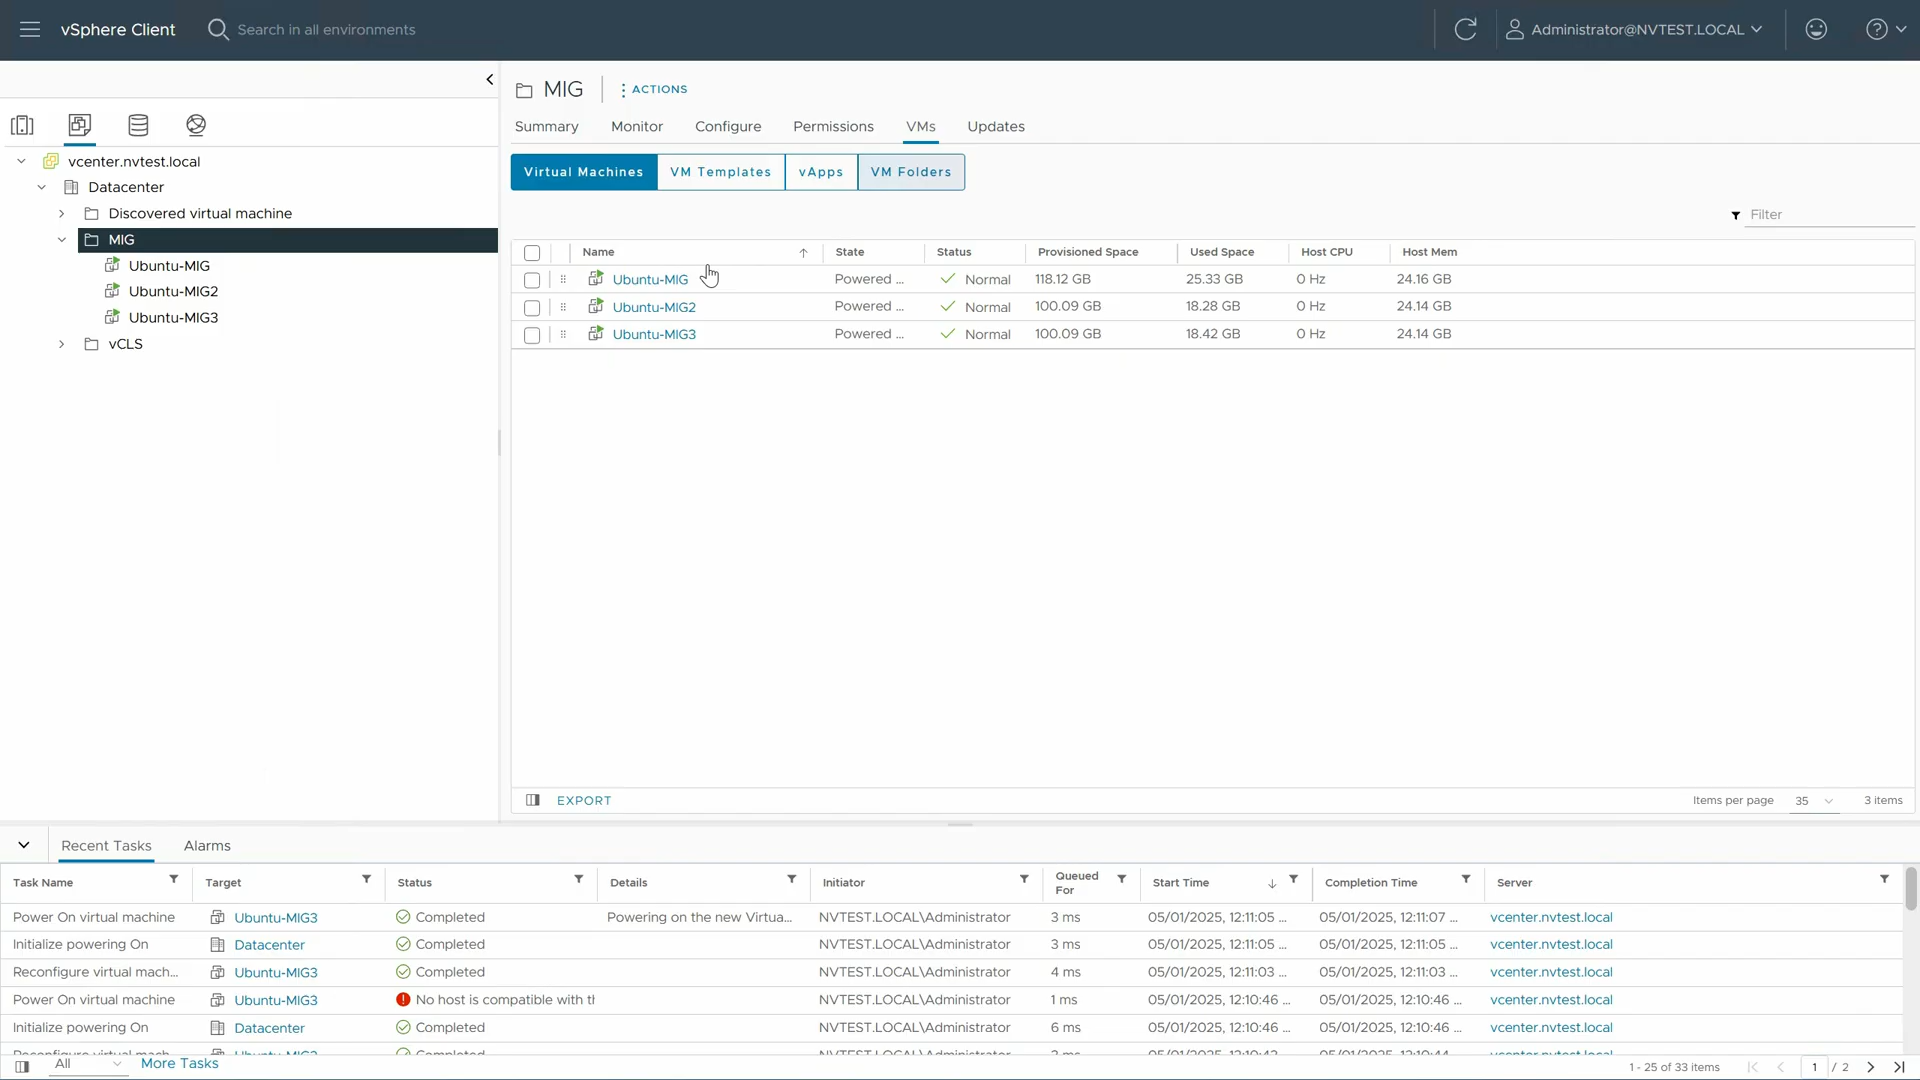 vSphere Client
Search in all environments
Administrator@NVTEST.LOCAL
vcenter.nvtest.local
Datacenter
Discovered virtual machine
MIG
Ubuntu-MIG
Ubuntu-MIG2
Ubuntu-MIG3
vCLS
MIG ACTIONS
Summary Monitor Configure Permissions VMs Updates
Virtual Machines VM Templates vApps VM Folders
Filter
Name State Status Provisioned Space Used Space Host CPU Host Mem
Ubuntu-MIG Powered ... Normal 118.12 GB 25.33 GB 0 Hz 24.16 GB
Ubuntu-MIG2 Powered ... Normal 100.09 GB 18.28 GB 0 Hz 24.14 GB
Ubuntu-MIG3 Powered ... Normal 100.09 GB 18.42 GB 0 Hz 24.14 GB
EXPORT Items per page 35 3 items
Recent Tasks Alarms
Task Name Target Status Details Initiator Queued For Start Time Completion Time Server
Power On virtual machine Ubuntu-MIG3 Completed Powering on the new Virtua... NVTEST.LOCAL\Administrator 3 ms 05/01/2025, 12:11:05 ... 05/01/2025, 12:11:07 ... vcenter.nvtest.local
Initialize powering On Datacenter Completed NVTEST.LOCAL\Administrator 3 ms 05/01/2025, 12:11:05 ... 05/01/2025, 12:11:05 ... vcenter.nvtest.local
Reconfigure virtual mach... Ubuntu-MIG3 Completed NVTEST.LOCAL\Administrator 4 ms 05/01/2025, 12:11:03 ... 05/01/2025, 12:11:03 ... vcenter.nvtest.local
Power On virtual machine Ubuntu-MIG3 No host is compatible with th NVTEST.LOCAL\Administrator 1 ms 05/01/2025, 12:10:46 ... 05/01/2025, 12:10:46 ... vcenter.nvtest.local
Initialize powering On Datacenter Completed NVTEST.LOCAL\Administrator 6 ms 05/01/2025, 12:10:46 ... 05/01/2025, 12:10:46 ... vcenter.nvtest.local
All More Tasks 1 - 25 of 33 items 1 / 2